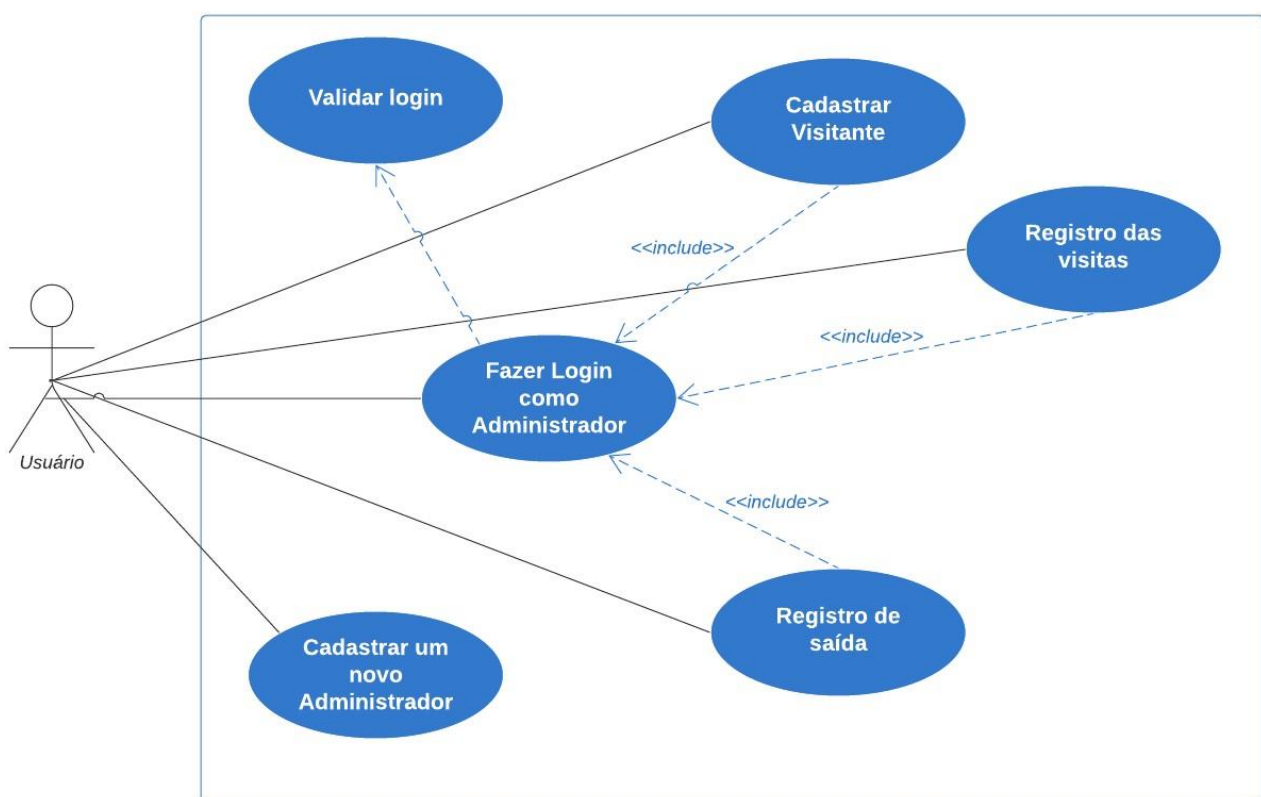 Validar login
Cadastrar
Visitante
<<include>>
Registro das
visitas
<<include>>
Fazer Login
como
Administrador
Usuário
<<include>>
Registro de
saída
Cadastrar um
novo
Administrador